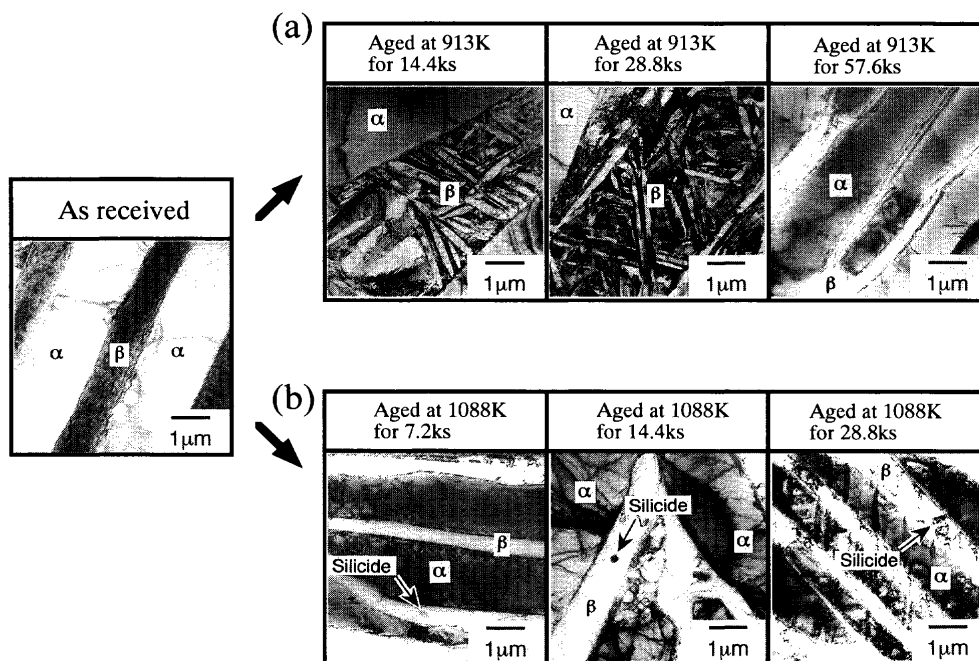 (a)
Aged at 913K
for 14.4ks
Aged at 913K
for 28.8ks
Aged at 913K
for 57.6ks
α
β
1μm
α
β
1μm
α
β
1μm
As received
α
β
α
1μm
(b)
Aged at 1088K
for 7.2ks
Aged at 1088K
for 14.4ks
Aged at 1088K
for 28.8ks
β
α
Silicide
1μm
α
Silicide
α
β
1μm
β
Silicide
α
1μm